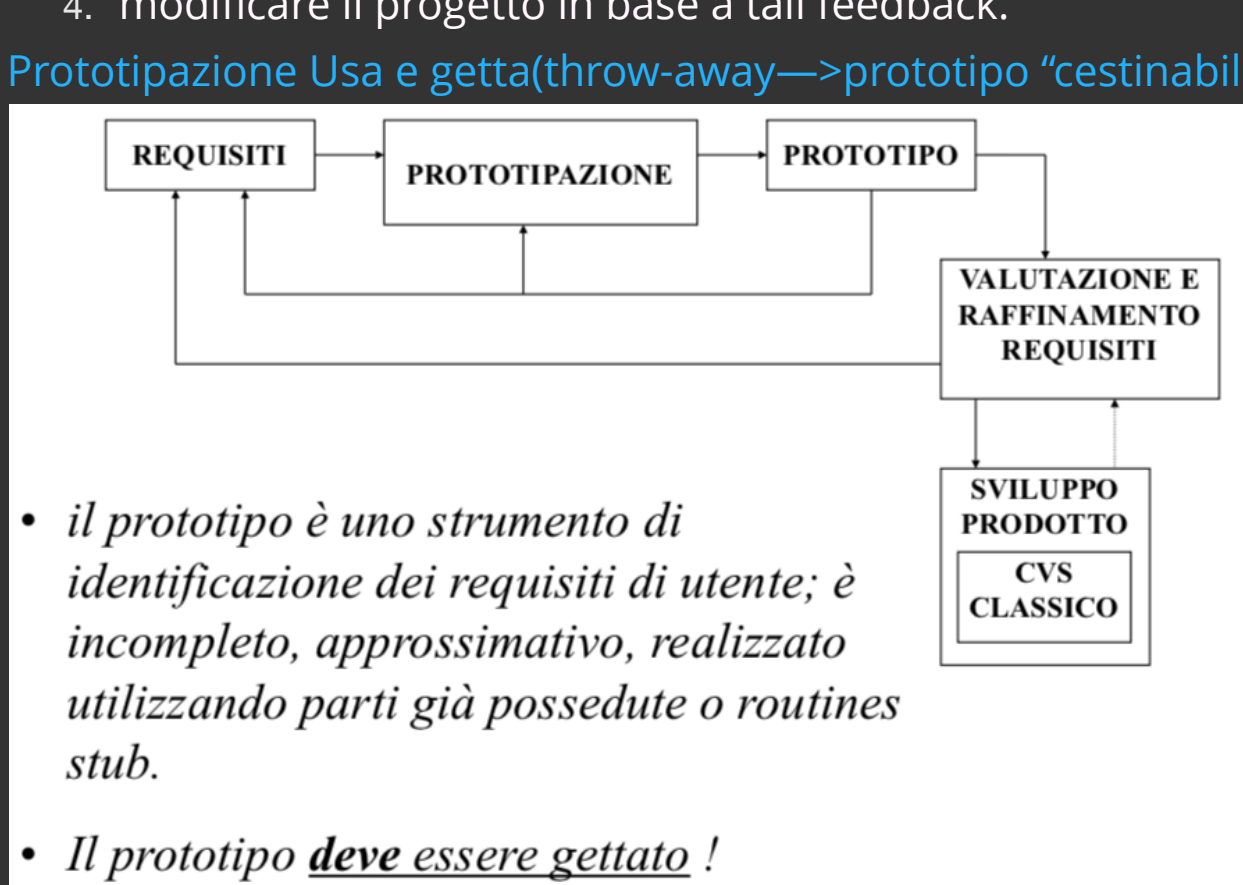 4. modificare il progetto in base a tali feedback.
Prototipazione Usa e getta(throw-away—>prototipo “cestinabil
REQUISITI
PROTOTIPAZIONE
PROTOTIPO
VALUTAZIONE E
RAFFINAMENTO
REQUISITI
SVILUPPO
PRODOTTO
CVS
CLASSICO
• il prototipo è uno strumento di
identificazione dei requisiti di utente; è
incompleto, approssimativo, realizzato
utilizzando parti già possedute o routines
stub.
• Il prototipo deve essere gettato !